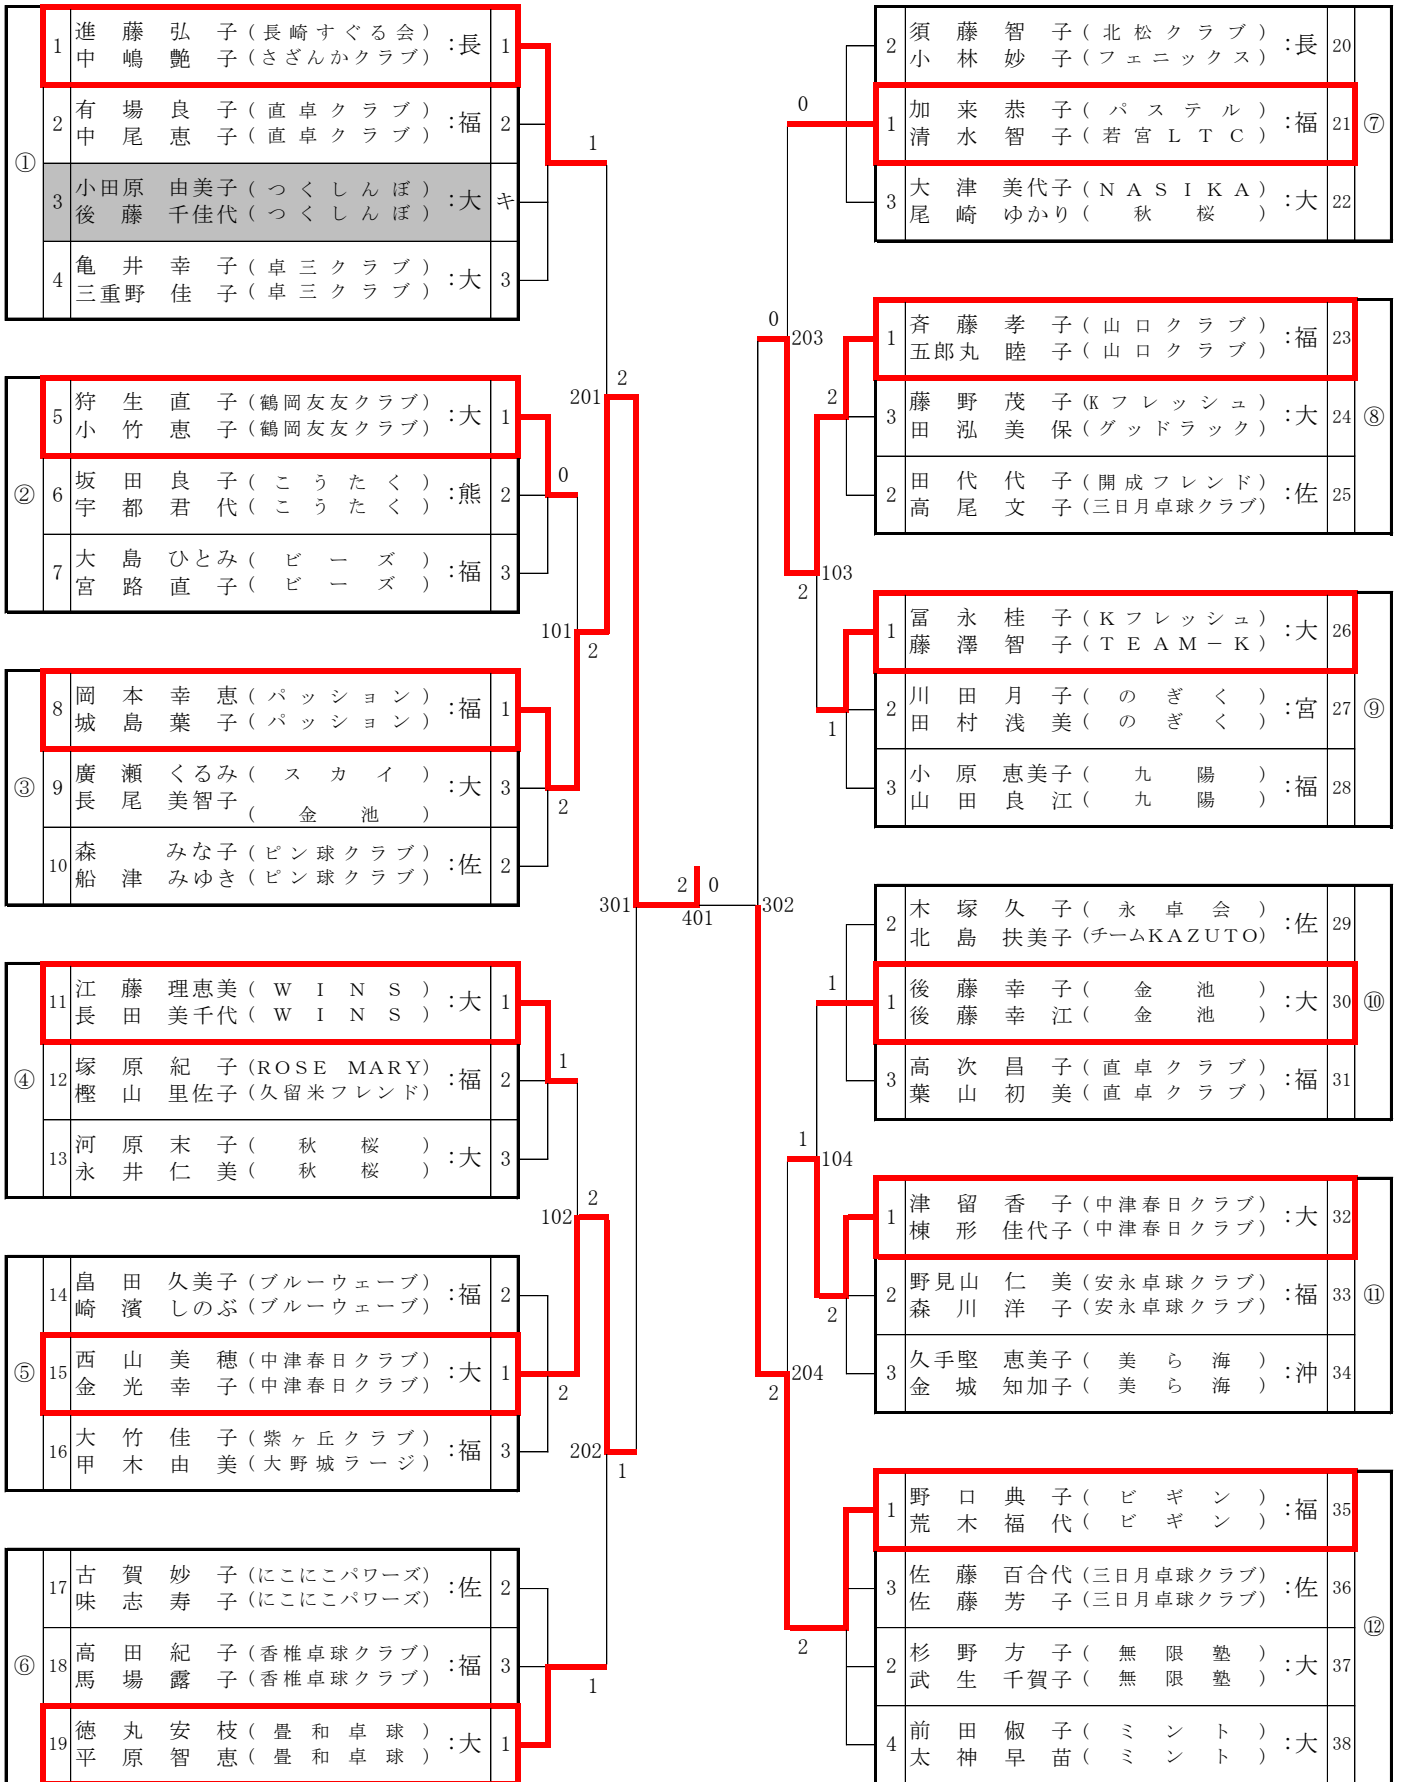 1 進藤弘子(長崎すぐる会) :長 1
中嶋艶子(さざんかクラブ)
① 2 有場良子(直卓クラブ) :福 2
中尾恵子(直卓クラブ)
3 小田原由美子(つくしんぼ) :大 キ
後藤千佳代(つくしんぼ)
4 亀井幸子(卓三クラブ) :大 3
三重野佳子(卓三クラブ)
5 狩生直子(鶴岡友友クラブ) :大 1
小竹恵子(鶴岡友友クラブ)
② 6 坂田良子(こうたく) :熊 2
宇都君代(こうたく)
7 大島ひとみ(ビーズ) :福 3
宮路直子(ビーズ)
8 岡本幸恵(パッション) :福 1
城島葉子(パッション)
③ 9 廣瀬くるみ(スカイ) :大 3
長尾美智子
(金池)
10 森みな子(ピン球クラブ) :佐 2
船津みゆき(ピン球クラブ)
11 江藤理恵美(WINS) :大 1
長田美千代(WINS)
④ 12 塚原紀子(ROSE MARY) :福 2
樫山里佐子(久留米フレンド)
13 河原末子(秋桜) :大 3
永井仁美(秋桜)
14 畠田久美子(ブルーウェーブ) :福 2
崎濱しのぶ(ブルーウェーブ)
⑤ 15 西山美穂(中津春日クラブ) :大 1
金光幸子(中津春日クラブ)
16 大竹佳子(紫ヶ丘クラブ) :福 3
甲木由美(大野城ラージ)
17 古賀妙子(にこにこパワーズ) :佐 2
味志寿子(にこにこパワーズ)
⑥ 18 高田紀子(香椎卓球クラブ) :福 3
馬場露子(香椎卓球クラブ)
19 徳丸安枝(畳和卓球) :大 1
平原智恵(畳和卓球)
1
2
201
0
101
2
2
301
1
2
102
2
202
1
1
2 0
401
0
0
203
2
103
2
1
302
1
1
104
2
204
2
2
2 須藤智子(北松クラブ) :長 20
小林妙子(フェニックス)
1 加来恭子(パステル) :福 21 ⑦
清水智子(若宮LTC)
3 大津美代子(NASIKA) :大 22
尾崎ゆかり(秋桜)
1 斉藤孝子(山口クラブ) :福 23
五郎丸睦子(山口クラブ)
3 藤野茂子(Kフレッシュ) :大 24 ⑧
田泓美保(グッドラック)
2 田代代子(開成フレンド) :佐 25
高尾文子(三日月卓球クラブ)
1 冨永桂子(Kフレッシュ) :大 26
藤澤智子(TEAM-K)
2 川田月子(のぎく) :宮 27 ⑨
田村浅美(のぎく)
3 小原恵美子(九陽) :福 28
山田良江(九陽)
2 木塚久子(永卓会) :佐 29
北島扶美子(チームKAZUTO)
1 後藤幸子(金池) :大 30 ⑩
後藤幸江(金池)
3 高次昌子(直卓クラブ) :福 31
葉山初美(直卓クラブ)
1 津留香子(中津春日クラブ) :大 32
棟形佳代子(中津春日クラブ)
2 野見山仁美(安永卓球クラブ) :福 33 ⑪
森川洋子(安永卓球クラブ)
3 久手堅恵美子(美ら海) :沖 34
金城知加子(美ら海)
1 野口典子(ビギン) :福 35
荒木福代(ビギン)
3 佐藤百合代(三日月卓球クラブ) :佐 36
佐藤芳子(三日月卓球クラブ)
⑫
2 杉野方子(無限塾) :大 37
武生千賀子(無限塾)
4 前田俶子(ミント) :大 38
太神早苗(ミント)